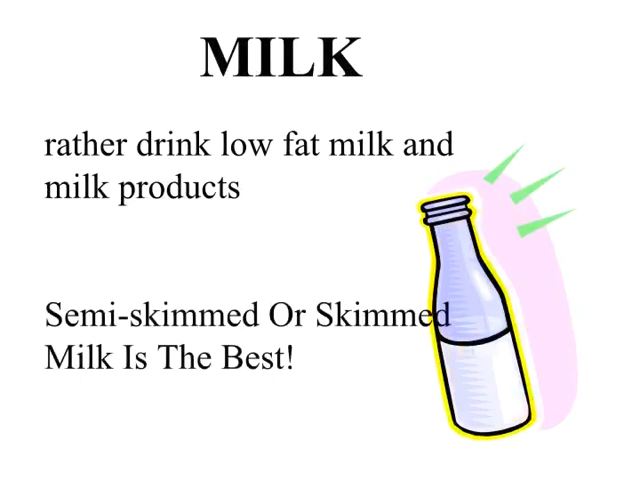 MILK
rather drink low fat milk and
milk products
Semi-skimmed Or Skimmed
Milk Is The Best!